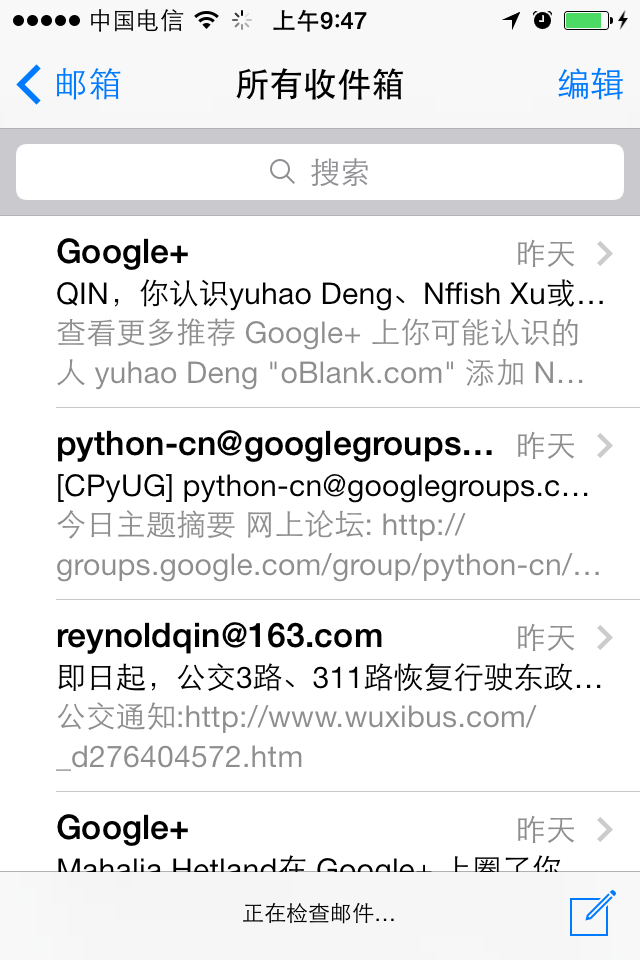 中国电信 上午9:47
邮箱 所有收件箱 编辑
搜索
Google+ 昨天
QIN，你认识yuhao Deng、Nffish Xu或…
查看更多推荐 Google+ 上你可能认识的
人 yuhao Deng "oBlank.com" 添加 N…
python-cn@googlegroups… 昨天
[CPyUG] python-cn@googlegroups.c…
今日主题摘要 网上论坛: http://
groups.google.com/group/python-cn/…
reynoldqin@163.com 昨天
即日起，公交3路、311路恢复行驶东政…
公交通知:http://www.wuxibus.com/
_d276404572.htm
Google+ 昨天
Mahalia Hetland在 Google+ 上圈了你
正在检查邮件…